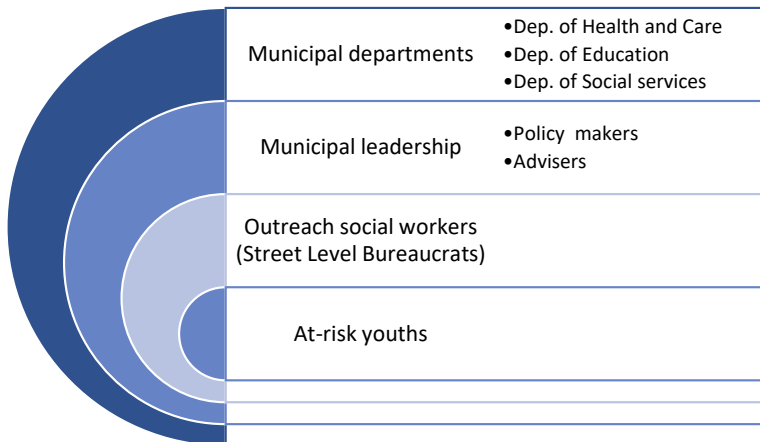 Municipal departments
•Dep. of Health and Care
•Dep. of Education
•Dep. of Social services
Municipal leadership
•Policy makers
•Advisers
Outreach social workers
(Street Level Bureaucrats)
At-risk youths